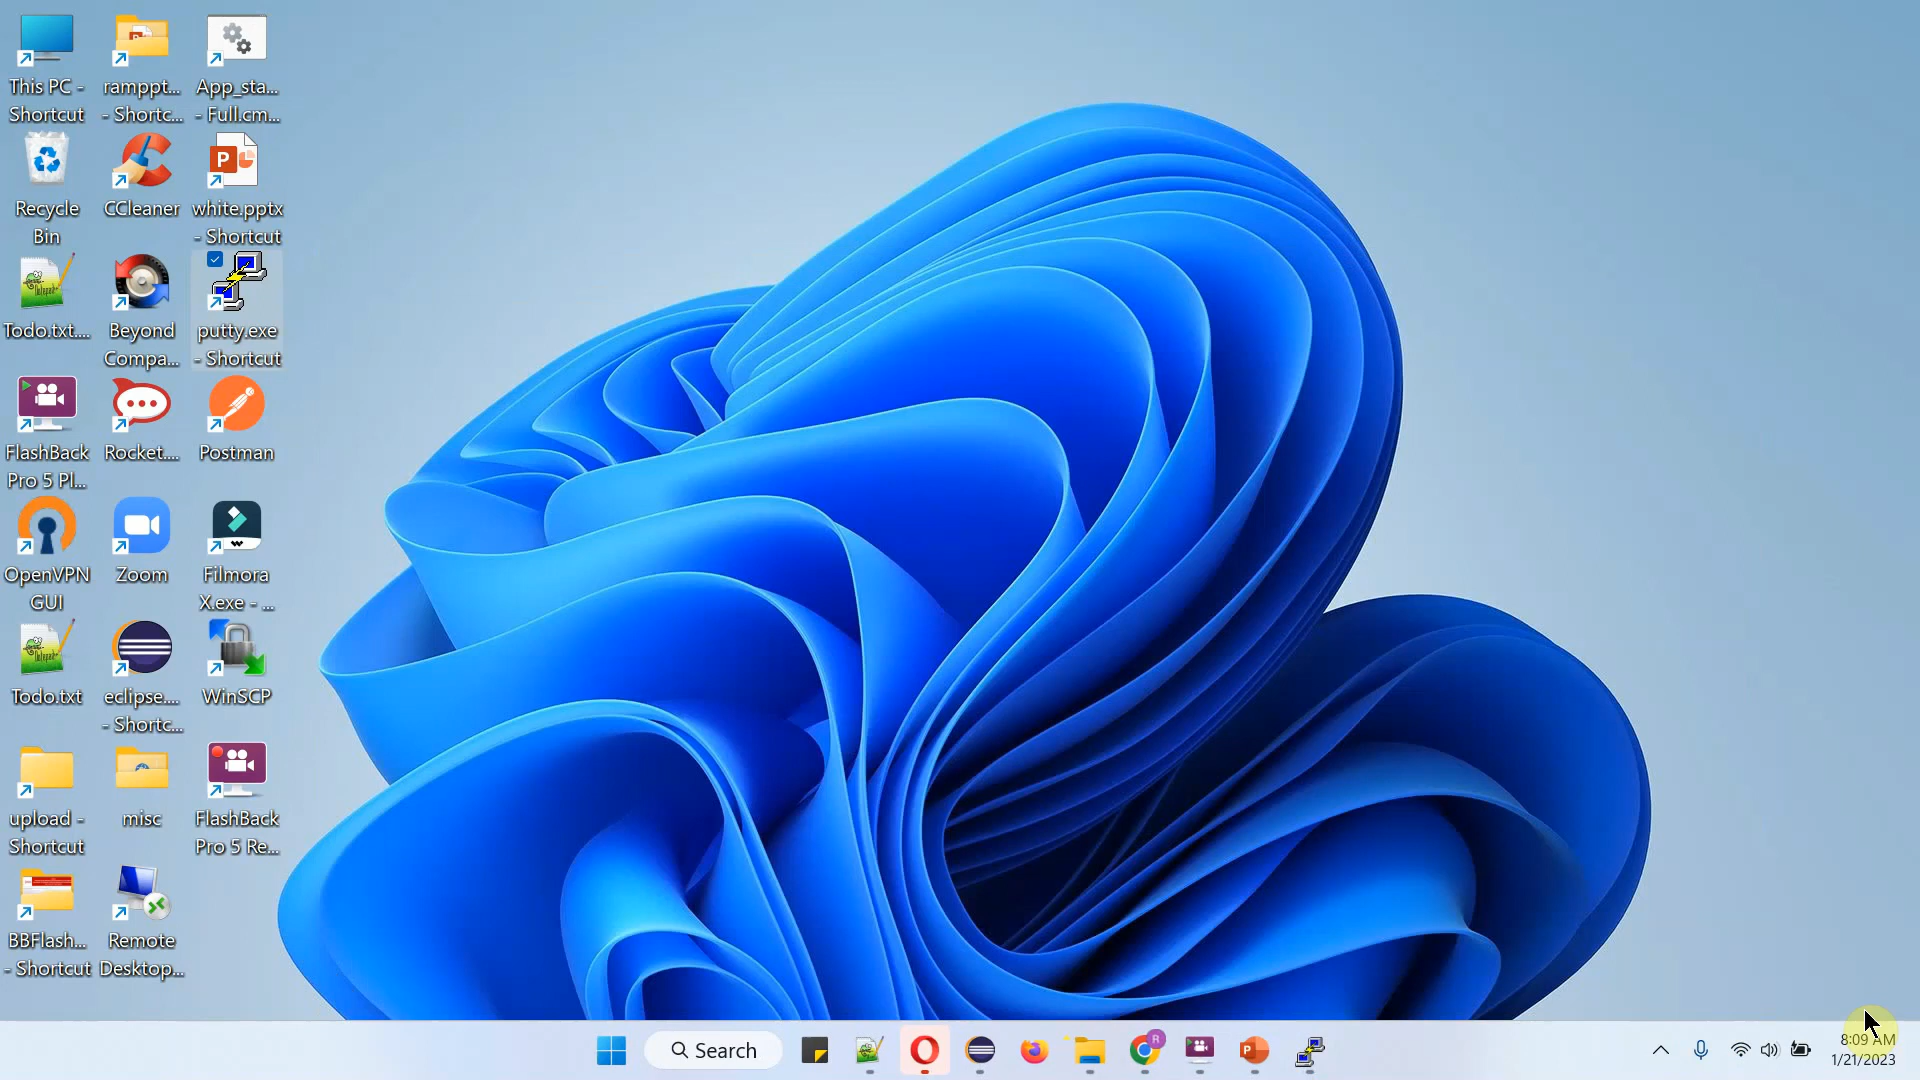 This PC -
Shortcut
ramppt...
- Shortc...
App_sta...
- Full.cm...
Recycle
Bin
CCleaner
P
white.pptx
- Shortcut
Todo.txt....
Beyond
Compa...
putty.exe
- Shortcut
FlashBack
Pro 5 Pl...
Rocket....
Postman
OpenVPN
GUI
Zoom
Filmora
X.exe - ...
Todo.txt
eclipse....
- Shortc...
WinSCP
upload -
Shortcut
misc
FlashBack
Pro 5 Re...
BBFlash...
- Shortcut
Remote
Desktop...
Search
R
P
8:09 AM
1/21/2023